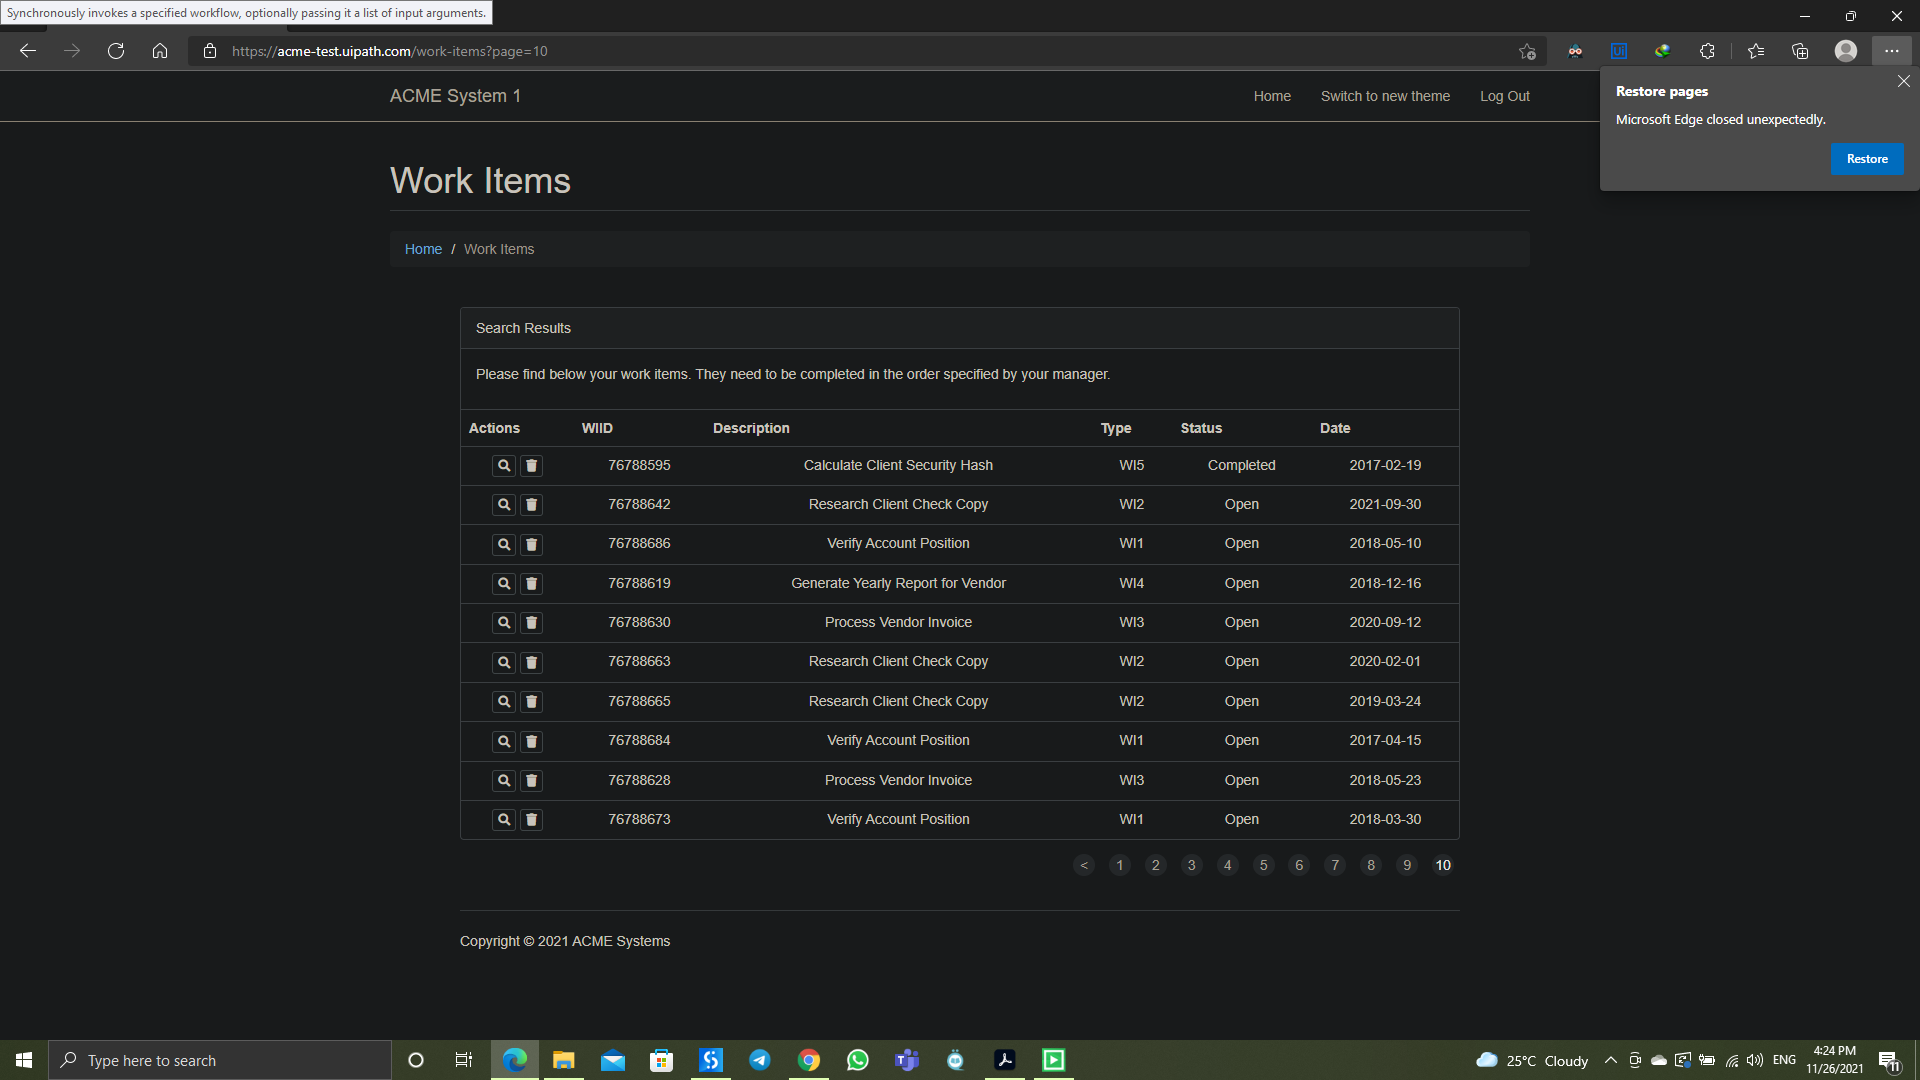 Synchronously invokes a specified workflow, optionally passing it a list of input arguments.
https://acme-test.uipath.com/work-items?page=10
ACME System 1
Home Switch to new theme Log Out
Restore pages
Microsoft Edge closed unexpectedly.
Restore
Work Items
Home / Work Items
Search Results
Please find below your work items. They need to be completed in the order specified by your manager.
Actions WIID Description Type Status Date
76788595 Calculate Client Security Hash WI5 Completed 2017-02-19
76788642 Research Client Check Copy WI2 Open 2021-09-30
76788686 Verify Account Position WI1 Open 2018-05-10
76788619 Generate Yearly Report for Vendor WI4 Open 2018-12-16
76788630 Process Vendor Invoice WI3 Open 2020-09-12
76788663 Research Client Check Copy WI2 Open 2020-02-01
76788665 Research Client Check Copy WI2 Open 2019-03-24
76788684 Verify Account Position WI1 Open 2017-04-15
76788628 Process Vendor Invoice WI3 Open 2018-05-23
76788673 Verify Account Position WI1 Open 2018-03-30
< 1 2 3 4 5 6 7 8 9 10
Copyright © 2021 ACME Systems
Type here to search
25°C Cloudy
ENG
4:24 PM
11/26/2021
11